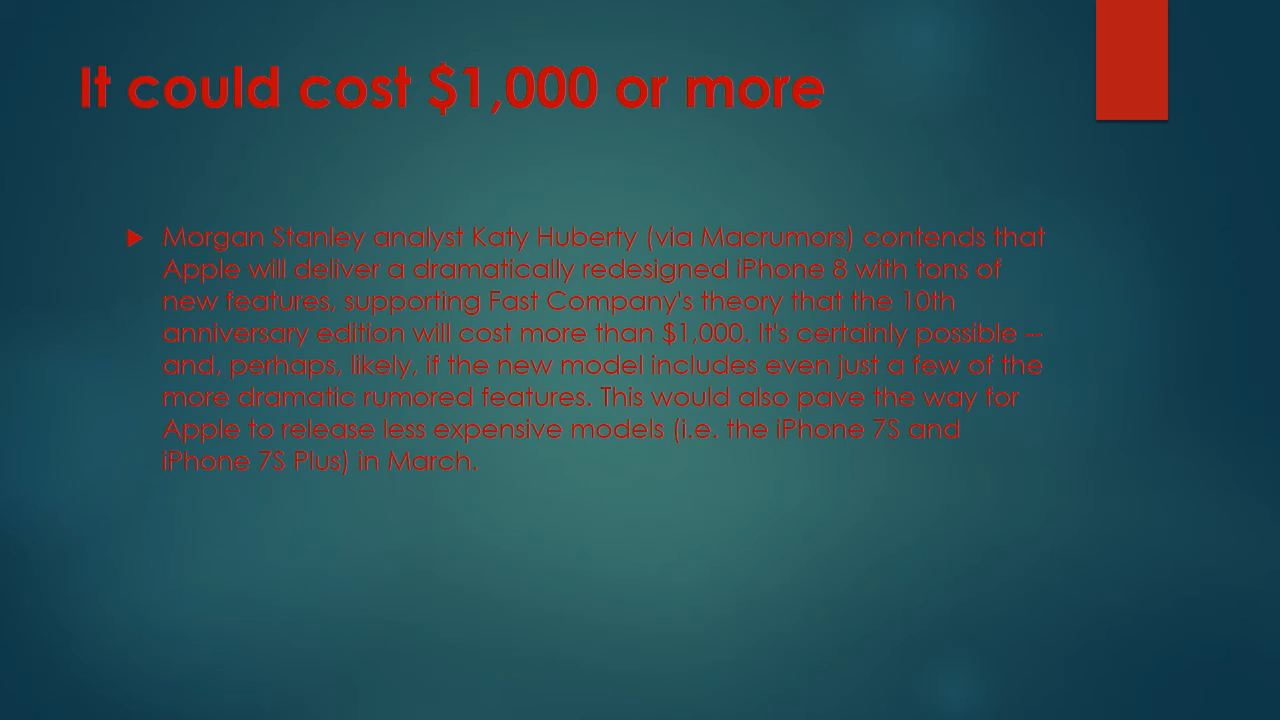 It could cost $1,000 or more
Morgan Stanley analyst Katy Huberty (via Macrumors) contends that
Apple will deliver a dramatically redesigned iPhone 8 with tons of
new features, supporting Fast Company's theory that the 10th
anniversary edition will cost more than $1,000. It's certainly possible --
and, perhaps, likely, if the new model includes even just a few of the
more dramatic rumored features. This would also pave the way for
Apple to release less expensive models (i.e. the iPhone 7S and
iPhone 7S Plus) in March.